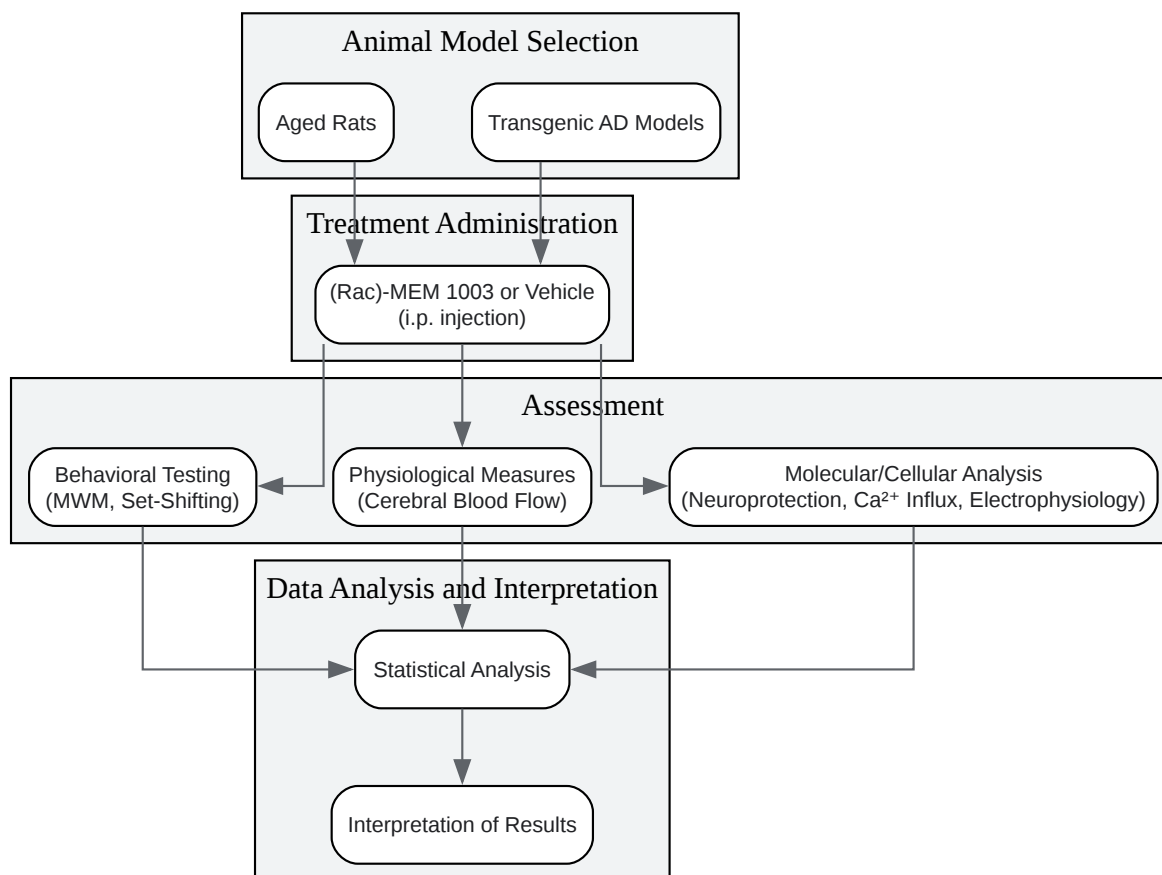 Animal Model Selection
Aged Rats
Transgenic AD Models
Treatment Administration
(Rac)-MEM 1003 or Vehicle
(i.p. injection)
Assessment
Behavioral Testing
(MWM, Set-Shifting)
Physiological Measures
(Cerebral Blood Flow)
Molecular/Cellular Analysis
(Neuroprotection, Ca²⁺ Influx, Electrophysiology)
Data Analysis and Interpretation
Statistical Analysis
Interpretation of Results